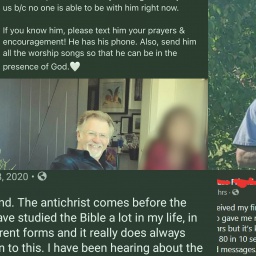 us b/c no one is able to be with him right now.
If you know him, please text him your prayers &
encouragement! He has his phone. Also, send him
all the worship songs so that he can be in the
presence of God.🤍
, 2020 •
nd. The antichrist comes before the
ave studied the Bible a lot in my life, in
rent forms and it really does always
n to this. I have been hearing about the
hrs •
eived my fir
o gave me
hrs but it's
80 in 10 se
d messages